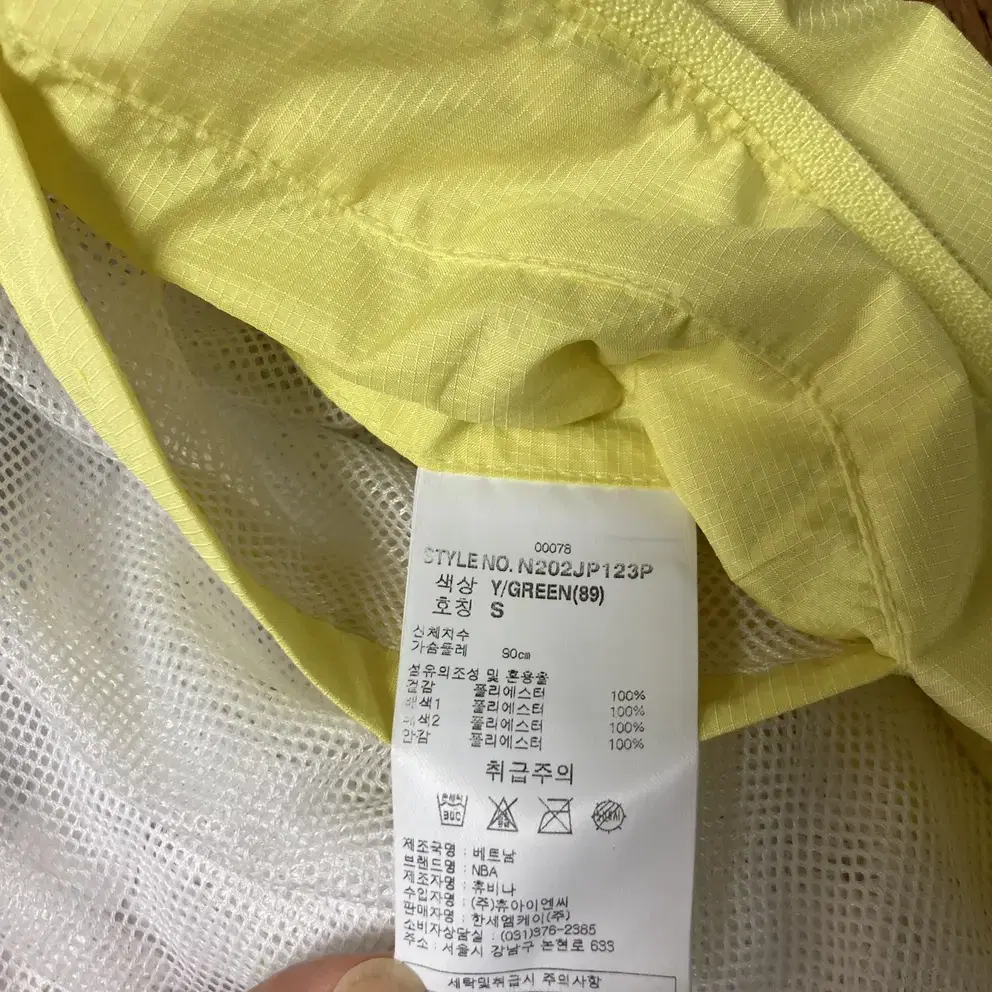 00078
STYLE NO. N202JP123P
색상 Y/GREEN(89)
호칭 S
신체치수
가슴둘레 90cm
섬유의조성 및 혼용율
겉감 폴리에스터 100%
배색1 폴리에스터 100%
배색2 폴리에스터 100%
안감 폴리에스터 100%
취급주의
손세탁
30C
제조국명 : 베트남
브랜드명 : NBA
제조자명 : 휴비나
수입자명 : (주)휴아이엔씨
판매자명 : 한세엠케이(주)
소비자상담실 : (031)376-2385
주소 : 서울시 강남구 논현로 633
세탁및취급시 주의사항